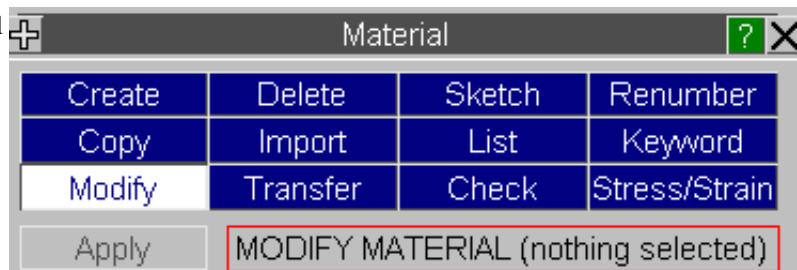 Material ?
Create Delete Sketch Renumber
Copy Import List Keyword
Modify Transfer Check Stress/Strain
Apply MODIFY MATERIAL (nothing selected)